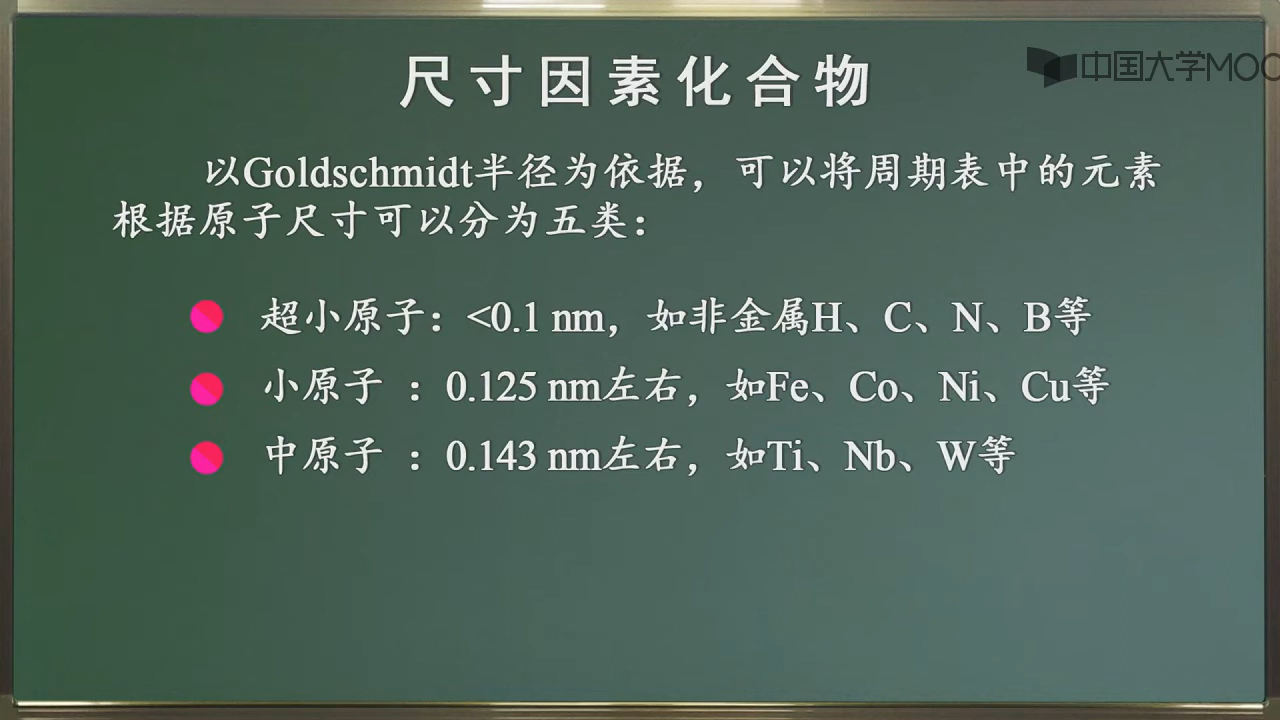 尺寸因素化合物
中国大学MOO
以Goldschmidt半径为依据，可以将周期表中的元素
根据原子尺寸可以分为五类：
超小原子：<0.1 nm，如非金属H、C、N、B等
小原子 ：0.125 nm左右，如Fe、Co、Ni、Cu等
中原子 ：0.143 nm左右，如Ti、Nb、W等